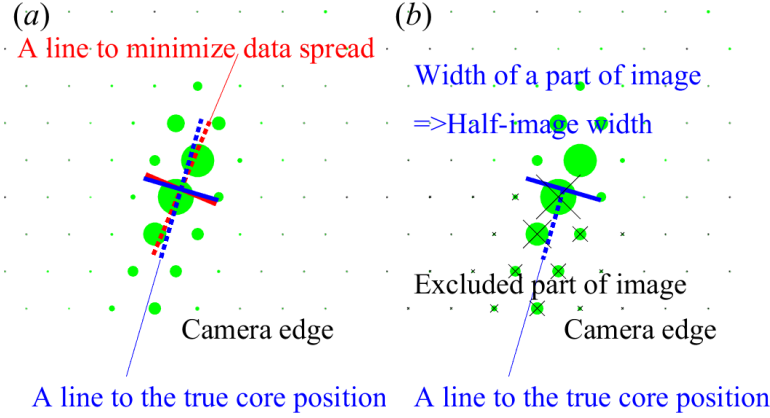 (a)
A line to minimize data spread
Camera edge
A line to the true core position
(b)
Width of a part of image
=>Half-image width
Excluded part of image
Camera edge
A line to the true core position